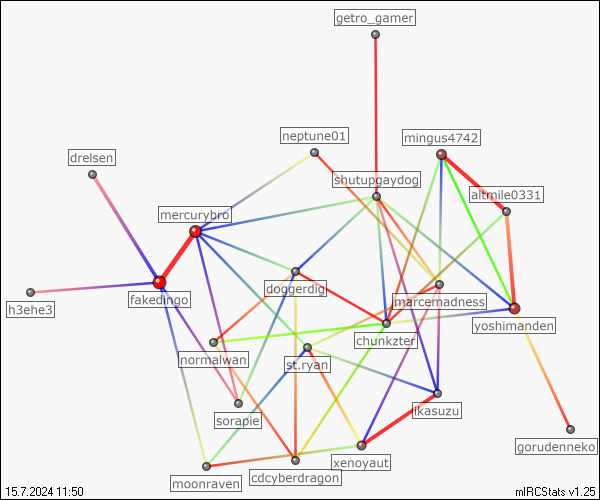 getro_gamer
neptune01
mingus4742
drelsen
shutupgaydog
altmile0331
mercurybro
doggerdig
marcemadness
fakedingo
h3ehe3
yoshimanden
chunkzter
normalwan
st.ryan
ikasuzu
sorapie
gorudenneko
xenoyaut
cdcyberdragon
moonraven
15.7.2024 11:50
mIRCStats v1.25